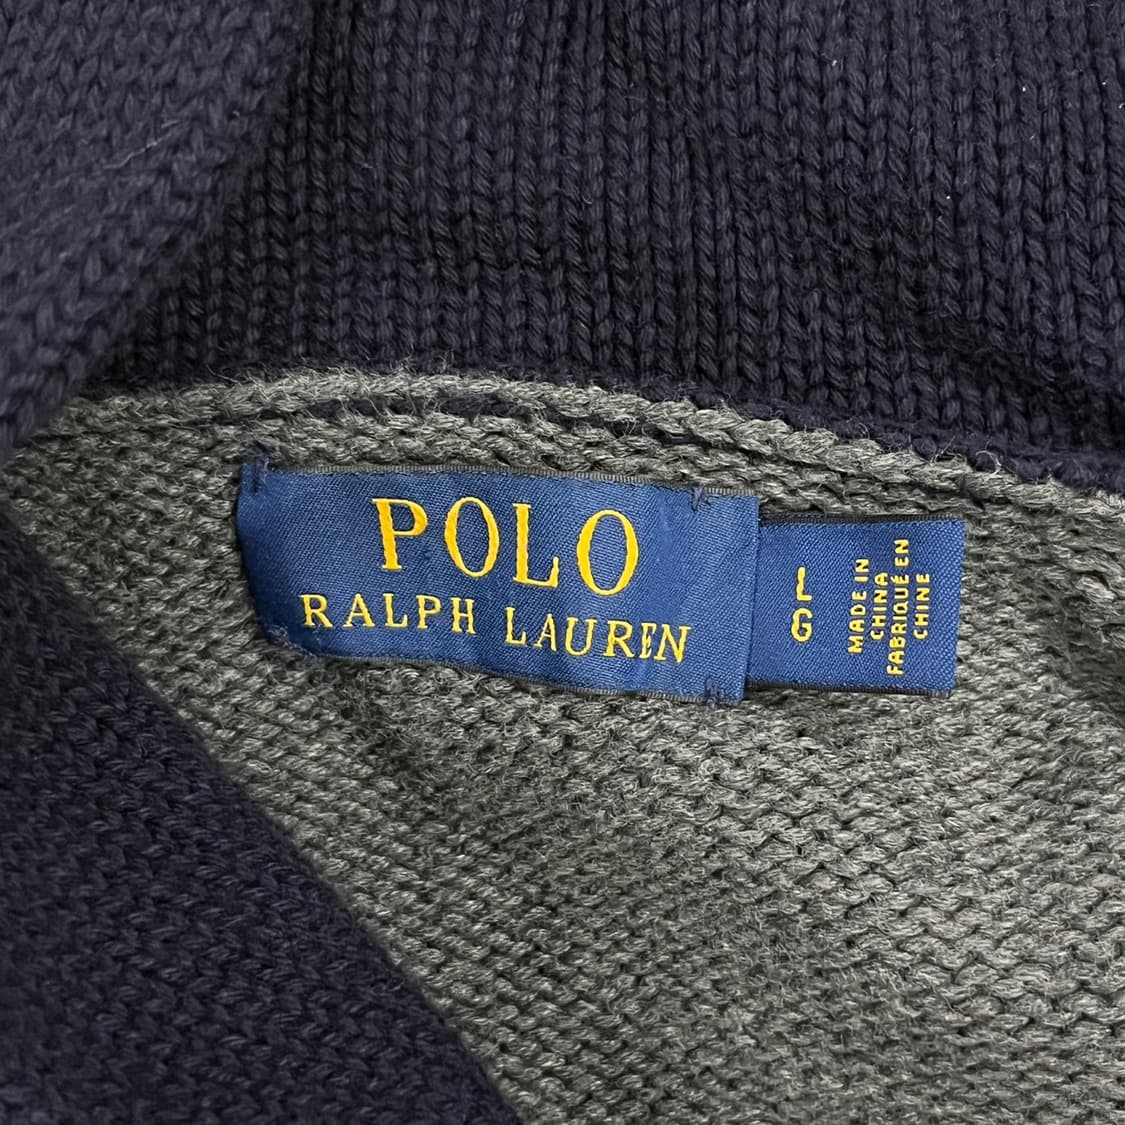 POLO
RALPH LAUREN
L
G
MADE IN
CHINA
FABRIQUÉ EN
CHINE